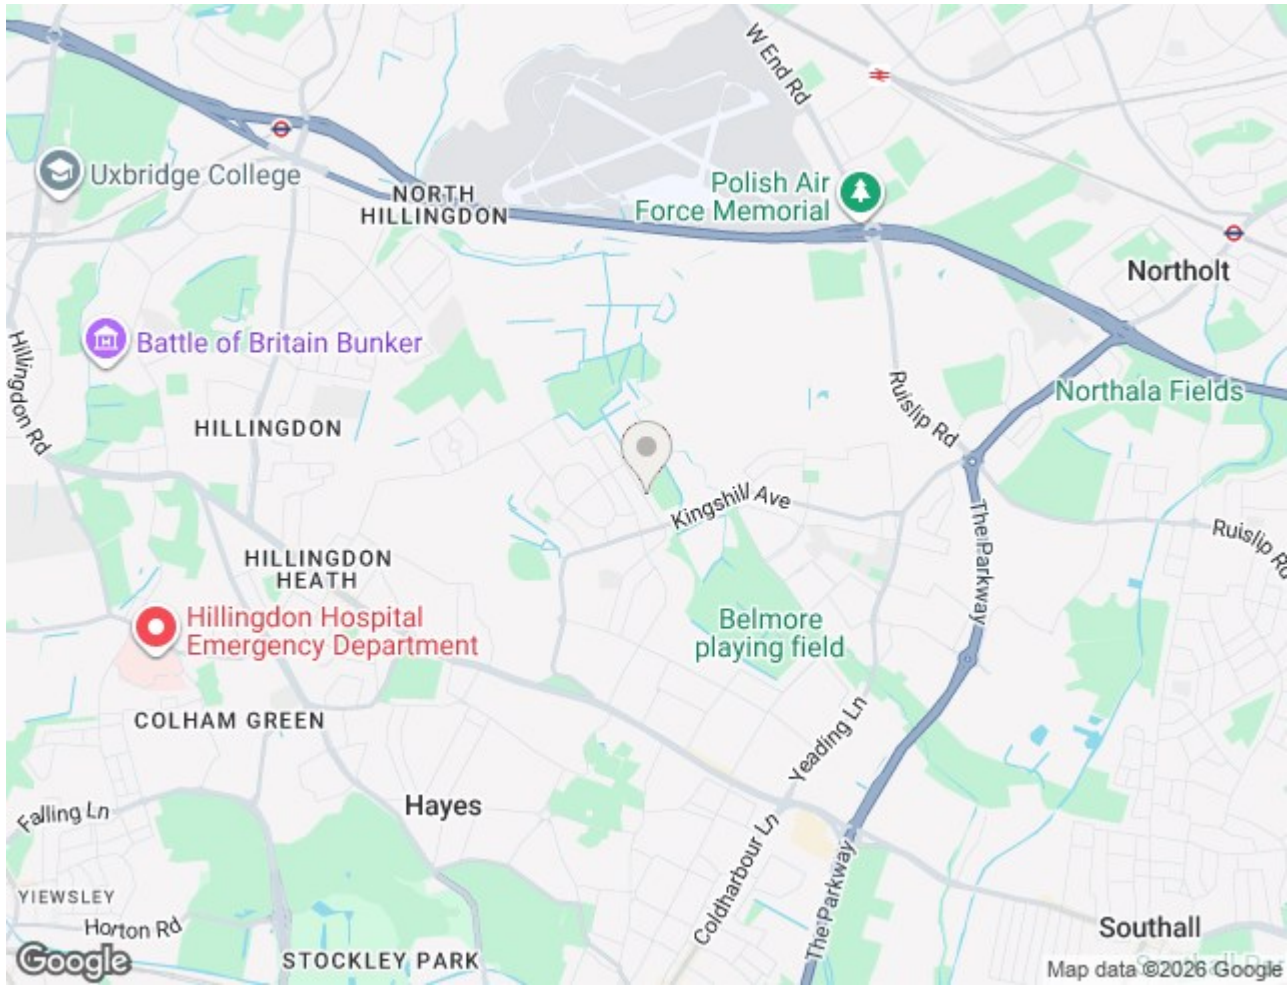 W End Rd
Uxbridge College
NORTH
HILLINGDON
Polish Air
Force Memorial
Northolt
Hillingdon Rd
Battle of Britain Bunker
Ruislip Rd
Northala Fields
HILLINGDON
Kingshill Ave
The Parkway
Ruislip Rd
HILLINGDON
HEATH
Hillingdon Hospital
Emergency Department
Belmore
playing field
COLHAM GREEN
Yeading Ln
Falling Ln
Hayes
Coldharbour Ln
The Parkway
YIEWSLEY
Horton Rd
Southall
STOCKLEY PARK
Google
Map data ©2026 Google